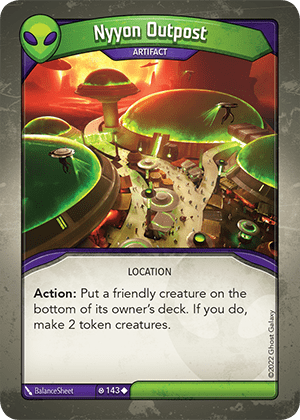 Nyyon Outpost
ARTIFACT
LOCATION
Action: Put a friendly creature on the
bottom of its owner's deck. If you do,
make 2 token creatures.
©2022 Ghost Galaxy
BalanceSheet
143